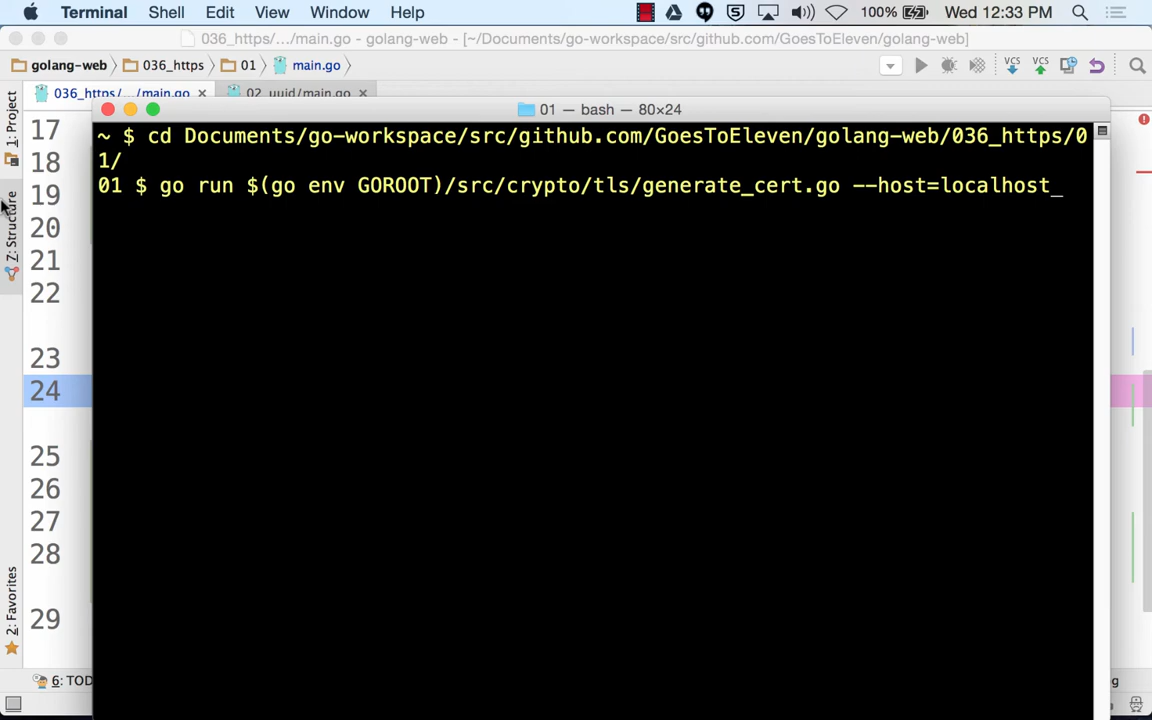 Terminal Shell Edit View Window Help 100% Wed 12:33 PM
036_https/.../main.go - golang-web - [~/Documents/go-workspace/src/github.com/GoesToEleven/golang-web]
golang-web 036_https 01 main.go VCS VCS
036_https/.../main.go 02_uuid/main.go
1: Project
Z: Structure
2: Favorites
01 — bash — 80×24
~ $ cd Documents/go-workspace/src/github.com/GoesToEleven/golang-web/036_https/0
1/
01 $ go run $(go env GOROOT)/src/crypto/tls/generate_cert.go --host=localhost_
17
18
19
20
21
22
23
24
25
26
27
28
29
6: TOD